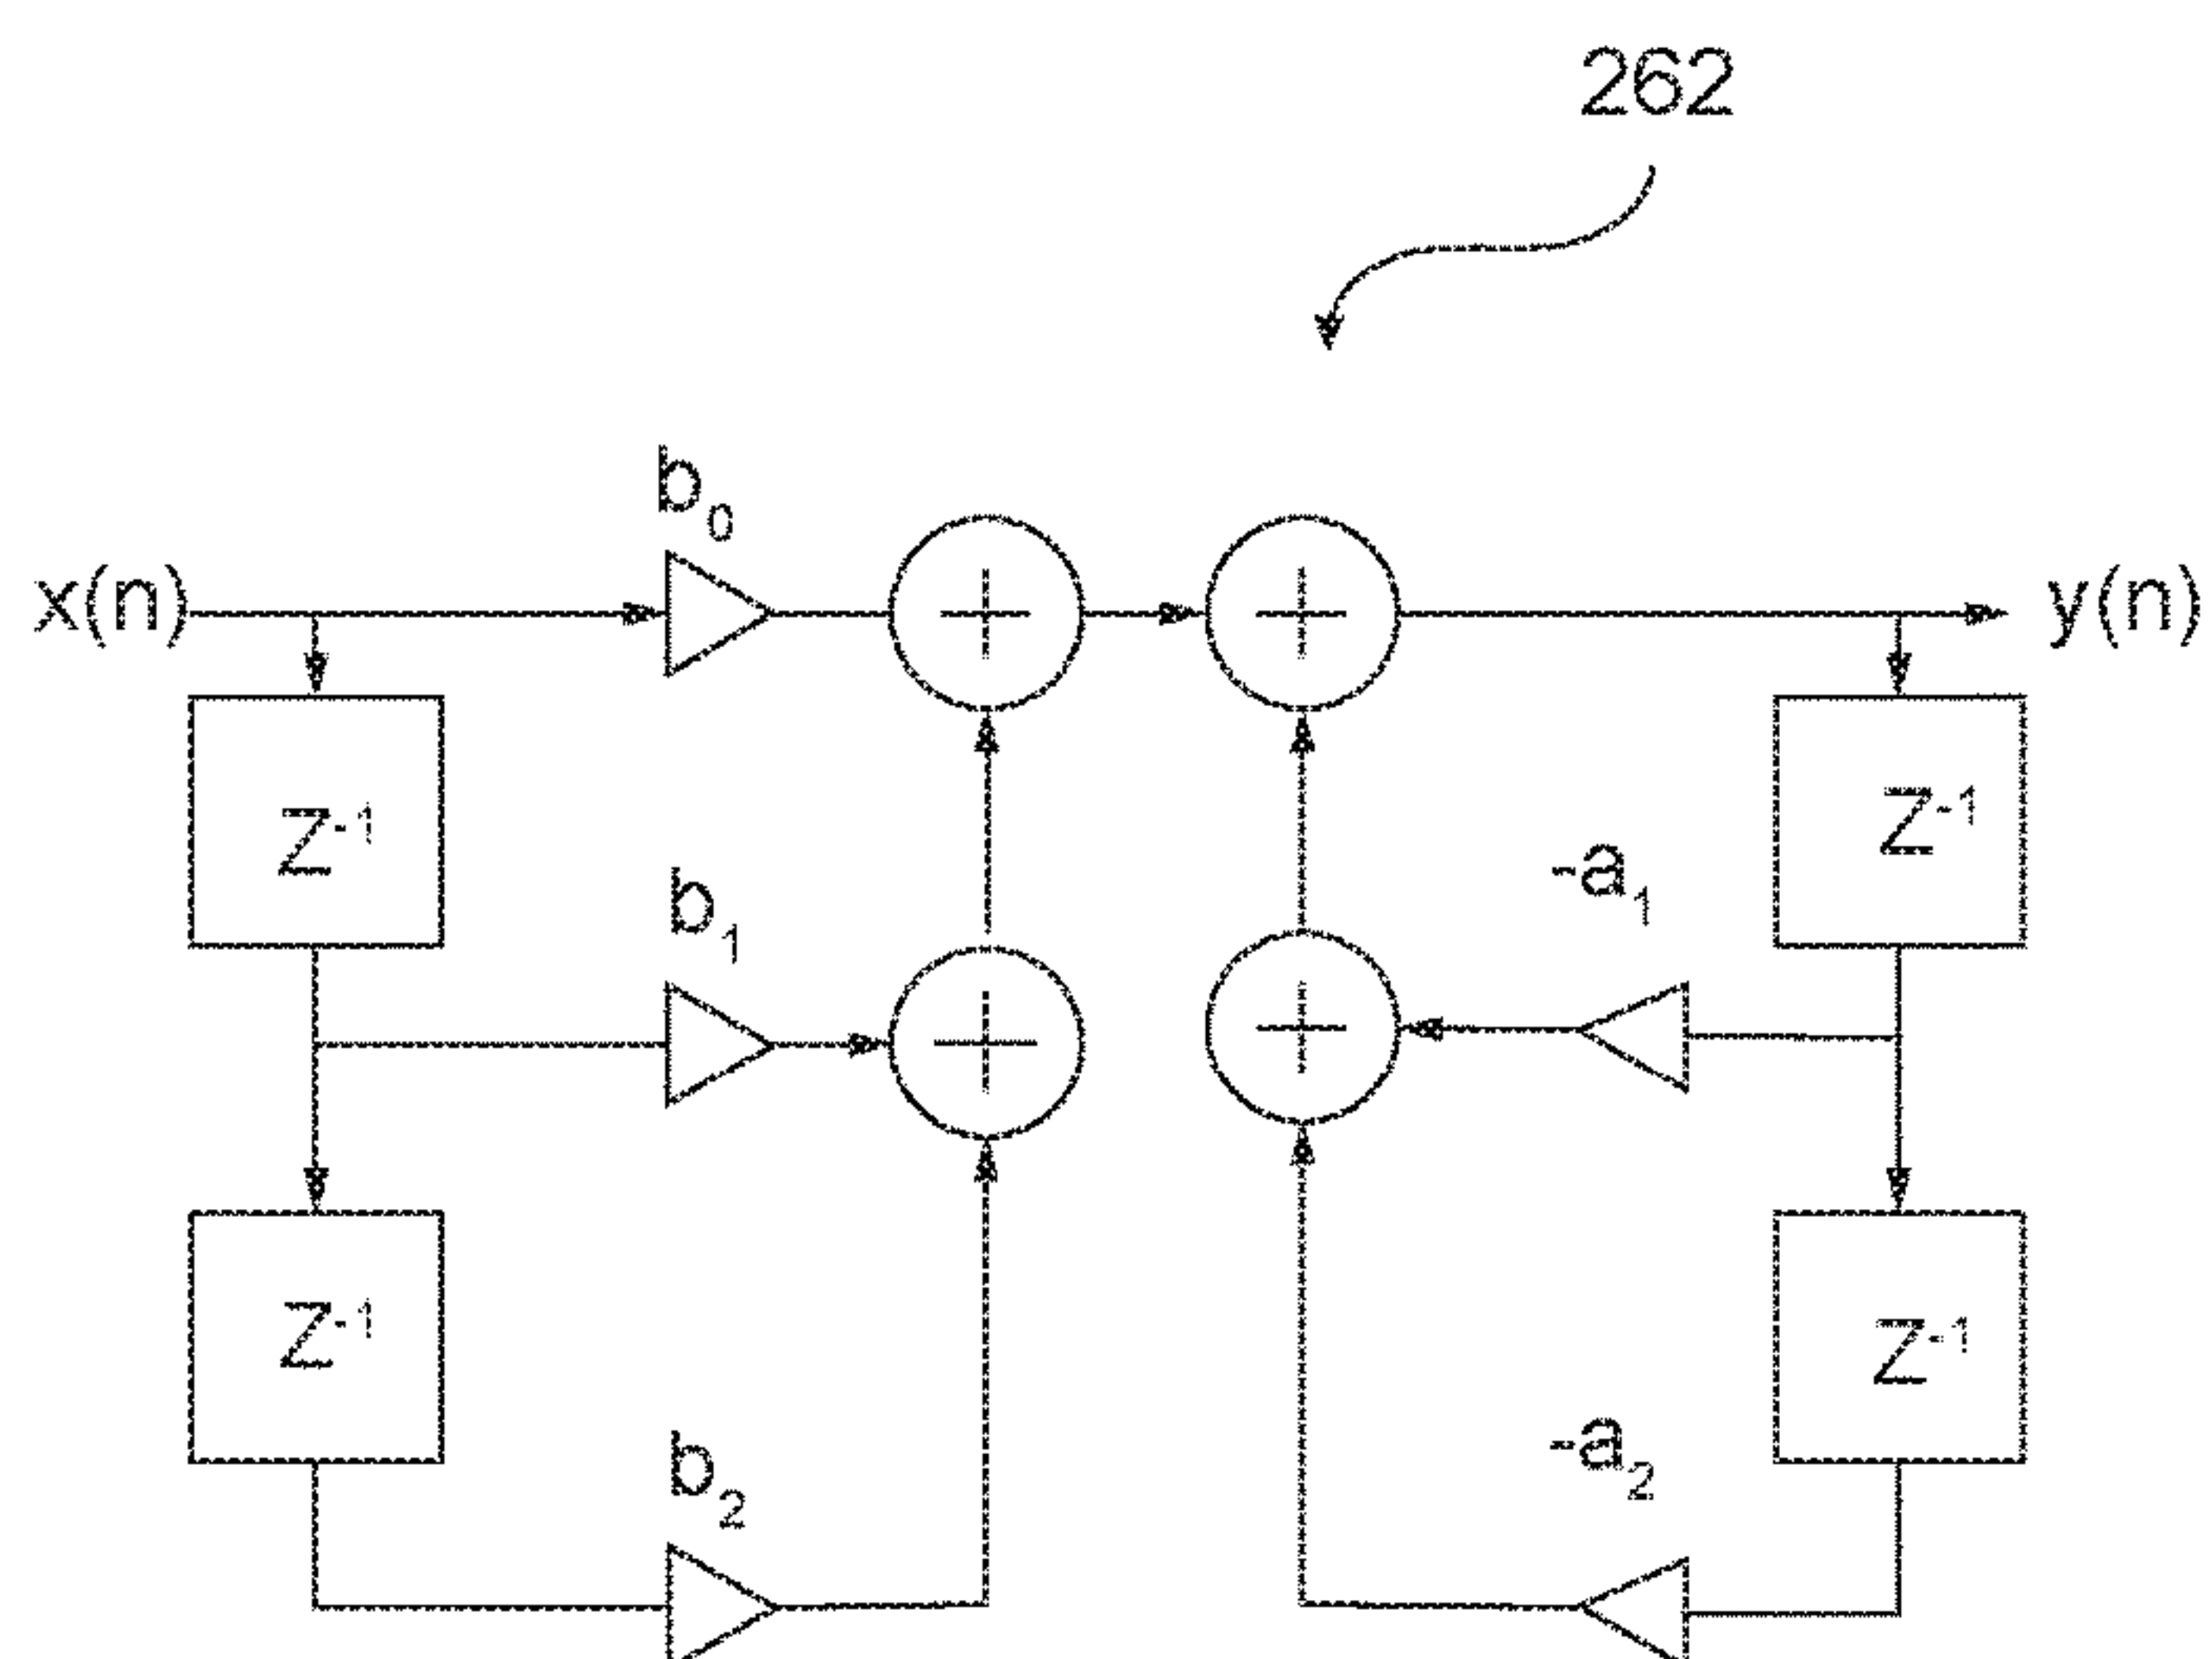 262
b₀
x(n)
y(n)
Z⁻¹
Z⁻¹
b₁
-a₁
Z⁻¹
Z⁻¹
b₂
-a₂